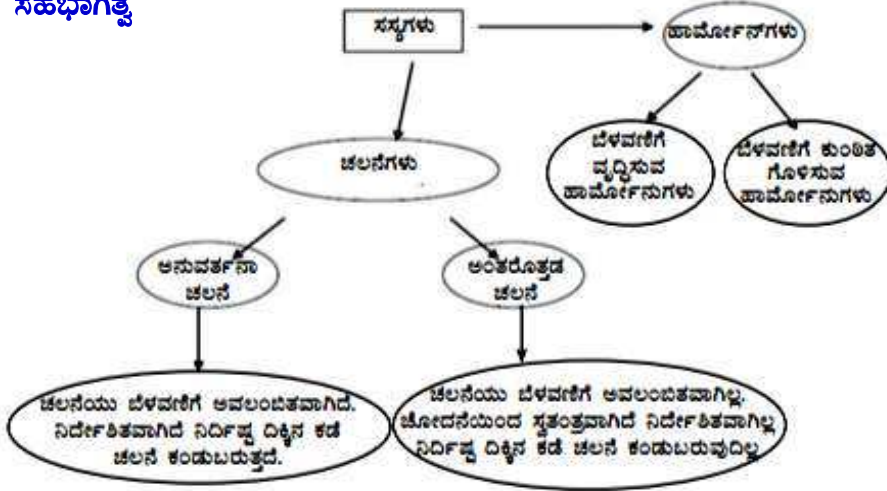 ಸಹಭಾಗಿತ್ವ
ಸಸ್ಯಗಳು
ಹಾರ್ಮೋನ್‌ಗಳು
ಚಲನೆಗಳು
ಬೆಳವಣಿಗೆ
ವೃದ್ಧಿಸುವ
ಹಾರ್ಮೋನುಗಳು
ಬೆಳವಣಿಗೆ ಕುಂಠಿತ
ಗೊಳಿಸುವ
ಹಾರ್ಮೋನುಗಳು
ಅನುವರ್ತನಾ
ಚಲನೆ
ಅಂತರೊತ್ತಡ
ಚಲನೆ
ಚಲನೆಯು ಬೆಳವಣಿಗೆ ಅವಲಂಬಿತವಾಗಿದೆ.
ನಿರ್ದೇಶಿತವಾಗಿದೆ ನಿರ್ದಿಷ್ಟ ದಿಕ್ಕಿನ ಕಡೆ
ಚಲನೆ ಕಂಡುಬರುತ್ತದೆ.
ಚಲನೆಯು ಬೆಳವಣಿಗೆ ಅವಲಂಬಿತವಾಗಿಲ್ಲ.
ಚೋದನೆಯಿಂದ ಸ್ವತಂತ್ರವಾಗಿದೆ ನಿರ್ದೇಶಿತವಾಗಿಲ್ಲ
ನಿರ್ದಿಷ್ಟ ದಿಕ್ಕಿನ ಕಡೆ ಚಲನೆ ಕಂಡುಬರುವುದಿಲ್ಲ